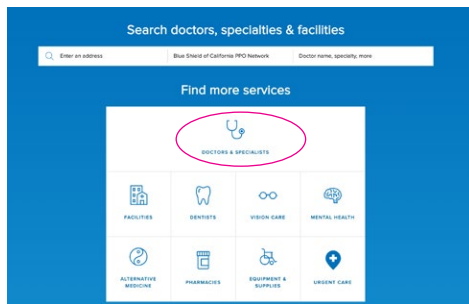 Search doctors, specialties & facilities
Enter an address Blue Shield of California PPO Network Doctor name, specialty, more
Find more services
DOCTORS & SPECIALISTS
FACILITIES DENTISTS VISION CARE MENTAL HEALTH
ALTERNATIVE MEDICINE PHARMACIES EQUIPMENT & SUPPLIES URGENT CARE